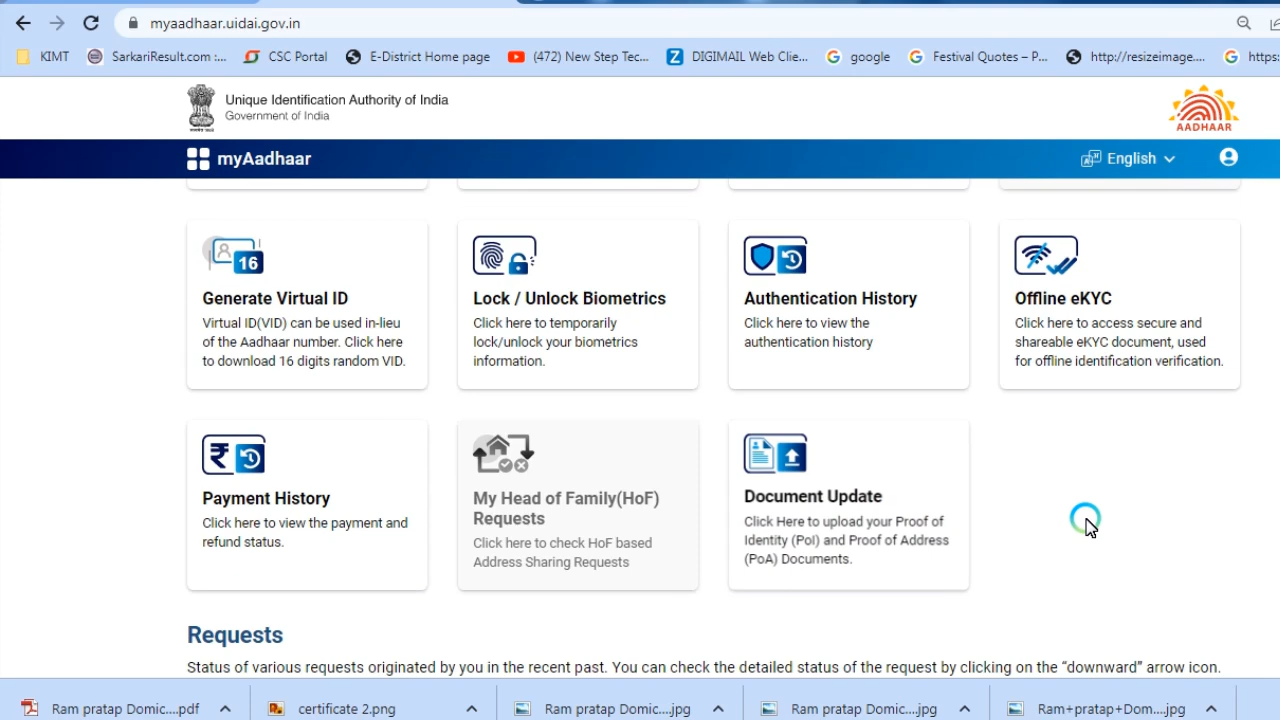 myaadhaar.uidai.gov.in
KIMT
SarkariResult.com :...
CSC Portal
E-District Home page
(472) New Step Tec...
DIGIMAIL Web Clie...
google
Festival Quotes – P...
http://resizeimage....
https:
Unique Identification Authority of India
Government of India
AADHAAR
myAadhaar
English
16
Generate Virtual ID
Virtual ID(VID) can be used in-lieu
of the Aadhaar number. Click here
to download 16 digits random VID.
Lock / Unlock Biometrics
Click here to temporarily
lock/unlock your biometrics
information.
Authentication History
Click here to view the
authentication history
Offline eKYC
Click here to access secure and
shareable eKYC document, used
for offline identification verification.
₹
Payment History
Click here to view the payment and
refund status.
My Head of Family(HoF)
Requests
Click here to check HoF based
Address Sharing Requests
Document Update
Click Here to upload your Proof of
Identity (PoI) and Proof of Address
(PoA) Documents.
Requests
Status of various requests originated by you in the recent past. You can check the detailed status of the request by clicking on the “downward” arrow icon.
Ram pratap Domic....pdf
certificate 2.png
Ram pratap Domic....jpg
Ram pratap Domic....jpg
Ram+pratap+Dom....jpg